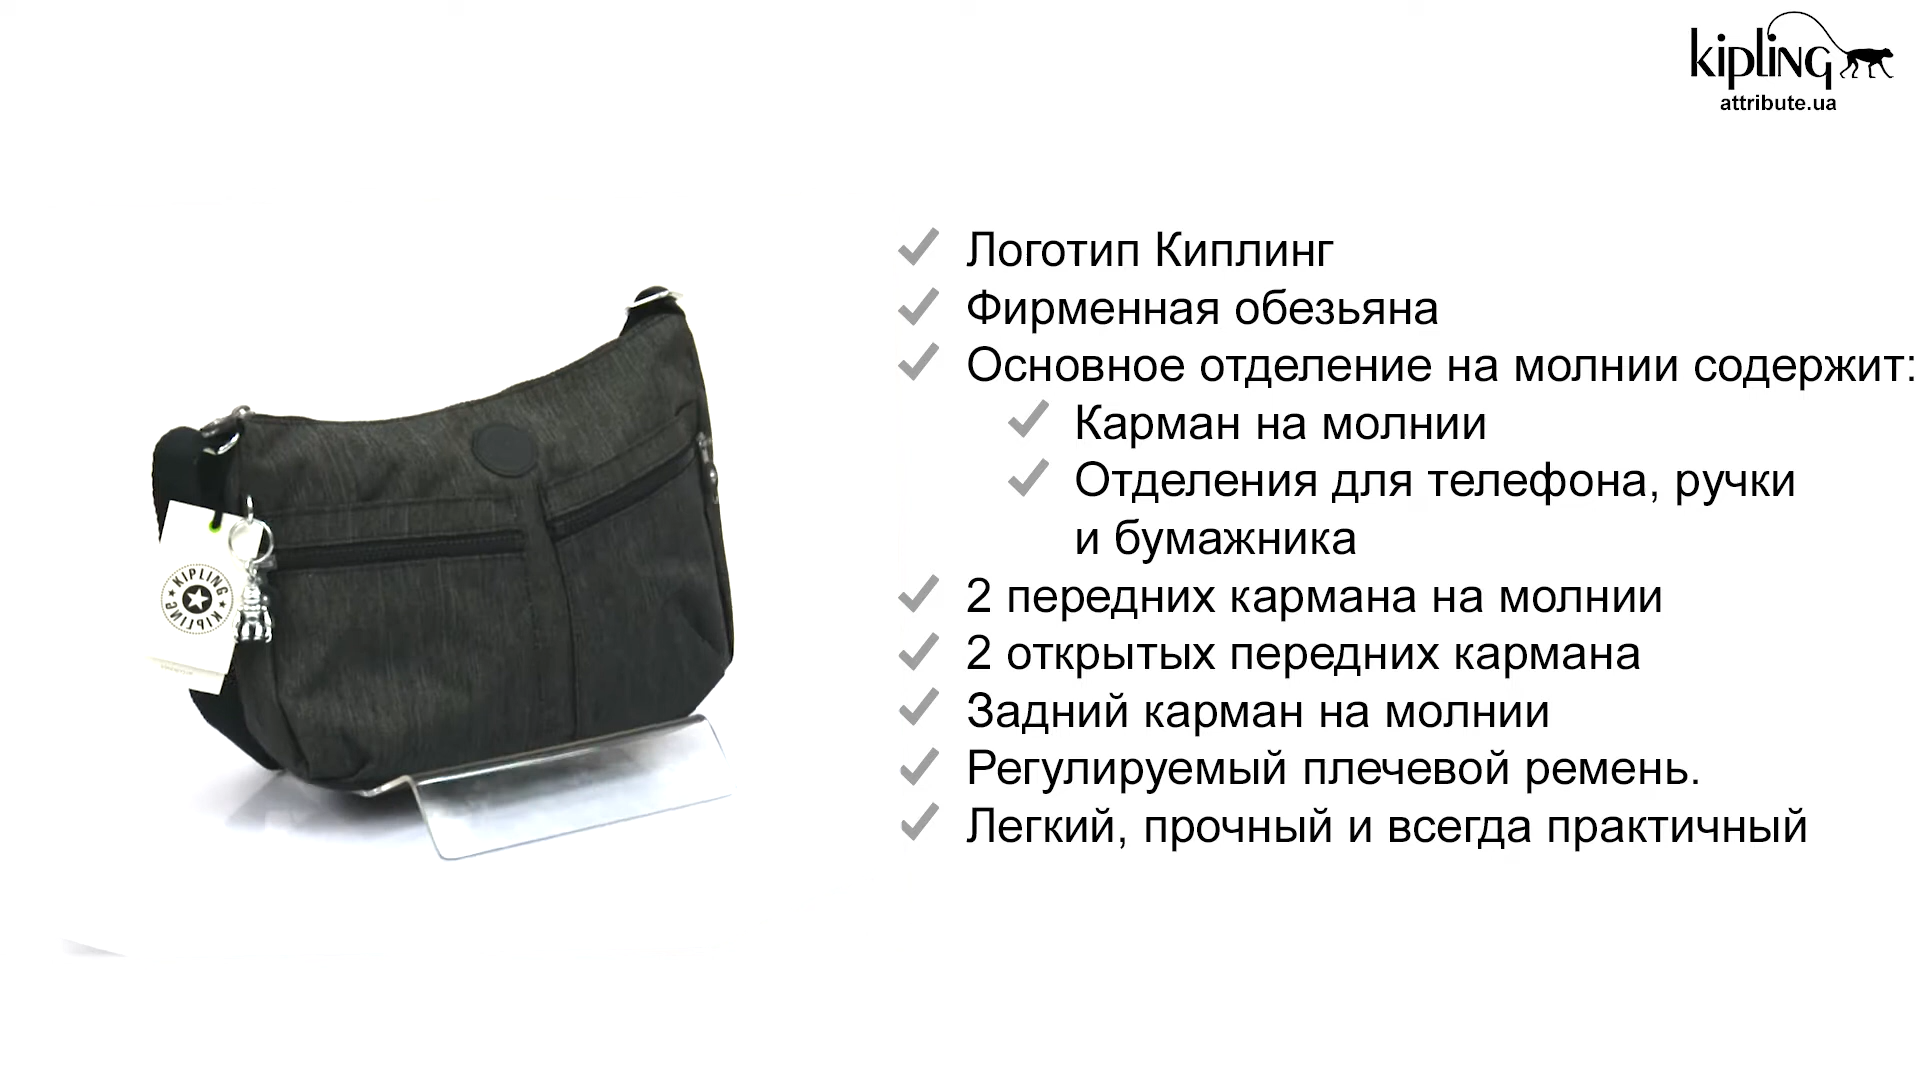 kipling
attribute.ua
Логотип Киплинг
Фирменная обезьяна
Основное отделение на молнии содержит:
Карман на молнии
Отделения для телефона, ручки
и бумажника
2 передних кармана на молнии
2 открытых передних кармана
Задний карман на молнии
Регулируемый плечевой ремень.
Легкий, прочный и всегда практичный
KIPLING
KIPLING